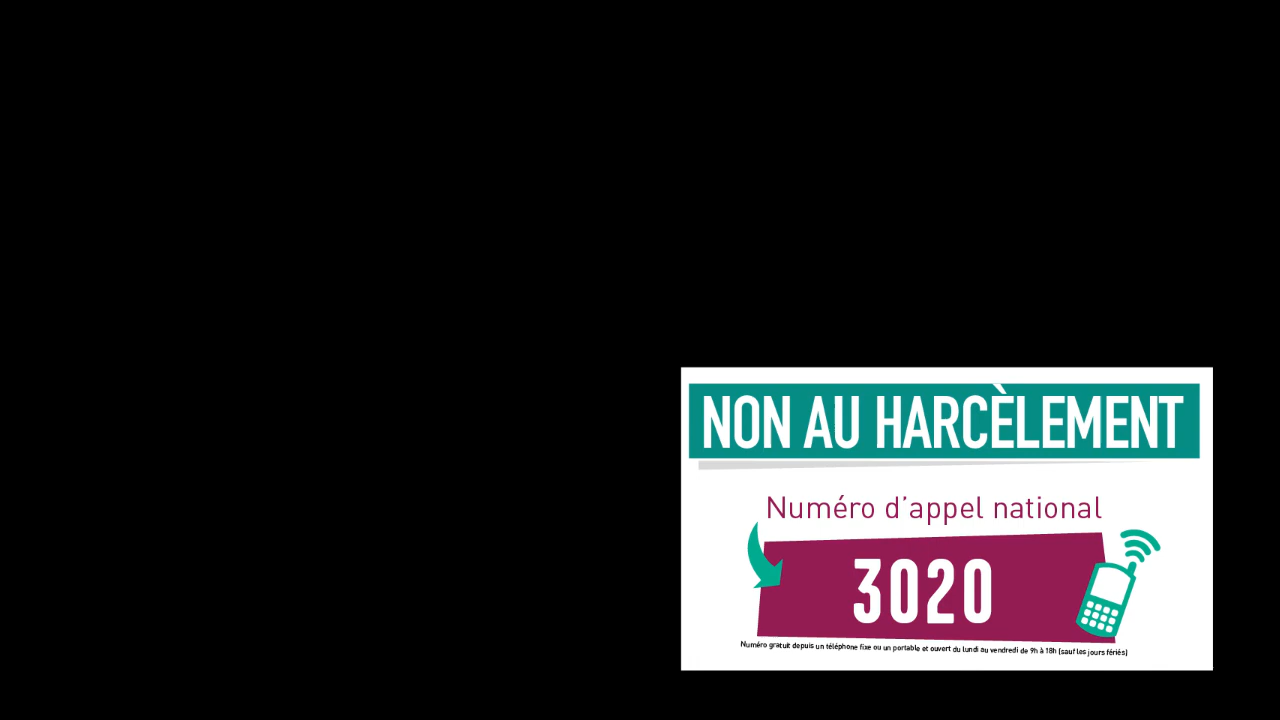 NON AU HARCÈLEMENT
Numéro d'appel national
3020
Numéro gratuit depuis un téléphone fixe ou un portable et ouvert du lundi au vendredi de 9h à 18h (sauf les jours fériés)